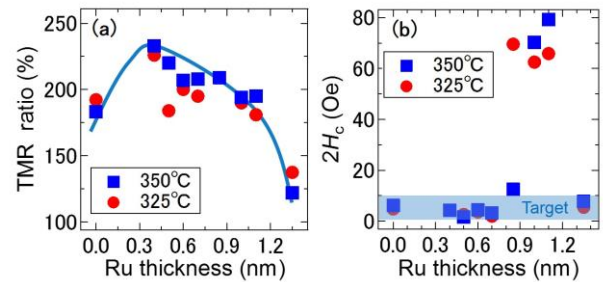 (a)
TMR ratio (%)
250
200
150
100
350℃
325℃
0.0 0.3 0.6 0.9 1.2
Ru thickness (nm)
(b)
2Hc (Oe)
80
60
40
20
0
350℃
325℃
Target
0.0 0.3 0.6 0.9 1.2
Ru thickness (nm)